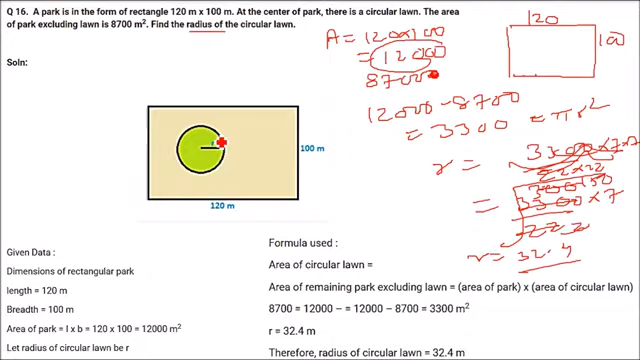 Q 16. A park is in the form of rectangle 120 m x 100 m. At the center of park, there is a circular lawn. The area
of park excluding lawn is 8700 m². Find the radius of the circular lawn.
Soln:
A = 120×100
= 12000
8700
12000 - 8700
= 3300 = πr²
120
100
r =
=
r = 32.4
r
100 m
120 m
Given Data:
Dimensions of rectangular park
length = 120 m
Breadth = 100 m
Area of park = l x b = 120 x 100 = 12000 m²
Let radius of circular lawn be r
Formula used :
Area of circular lawn =
Area of remaining park excluding lawn = (area of park) x (area of circular lawn)
8700 = 12000 − = 12000 − 8700 = 3300 m²
r = 32.4 m
Therefore, radius of circular lawn = 32.4 m